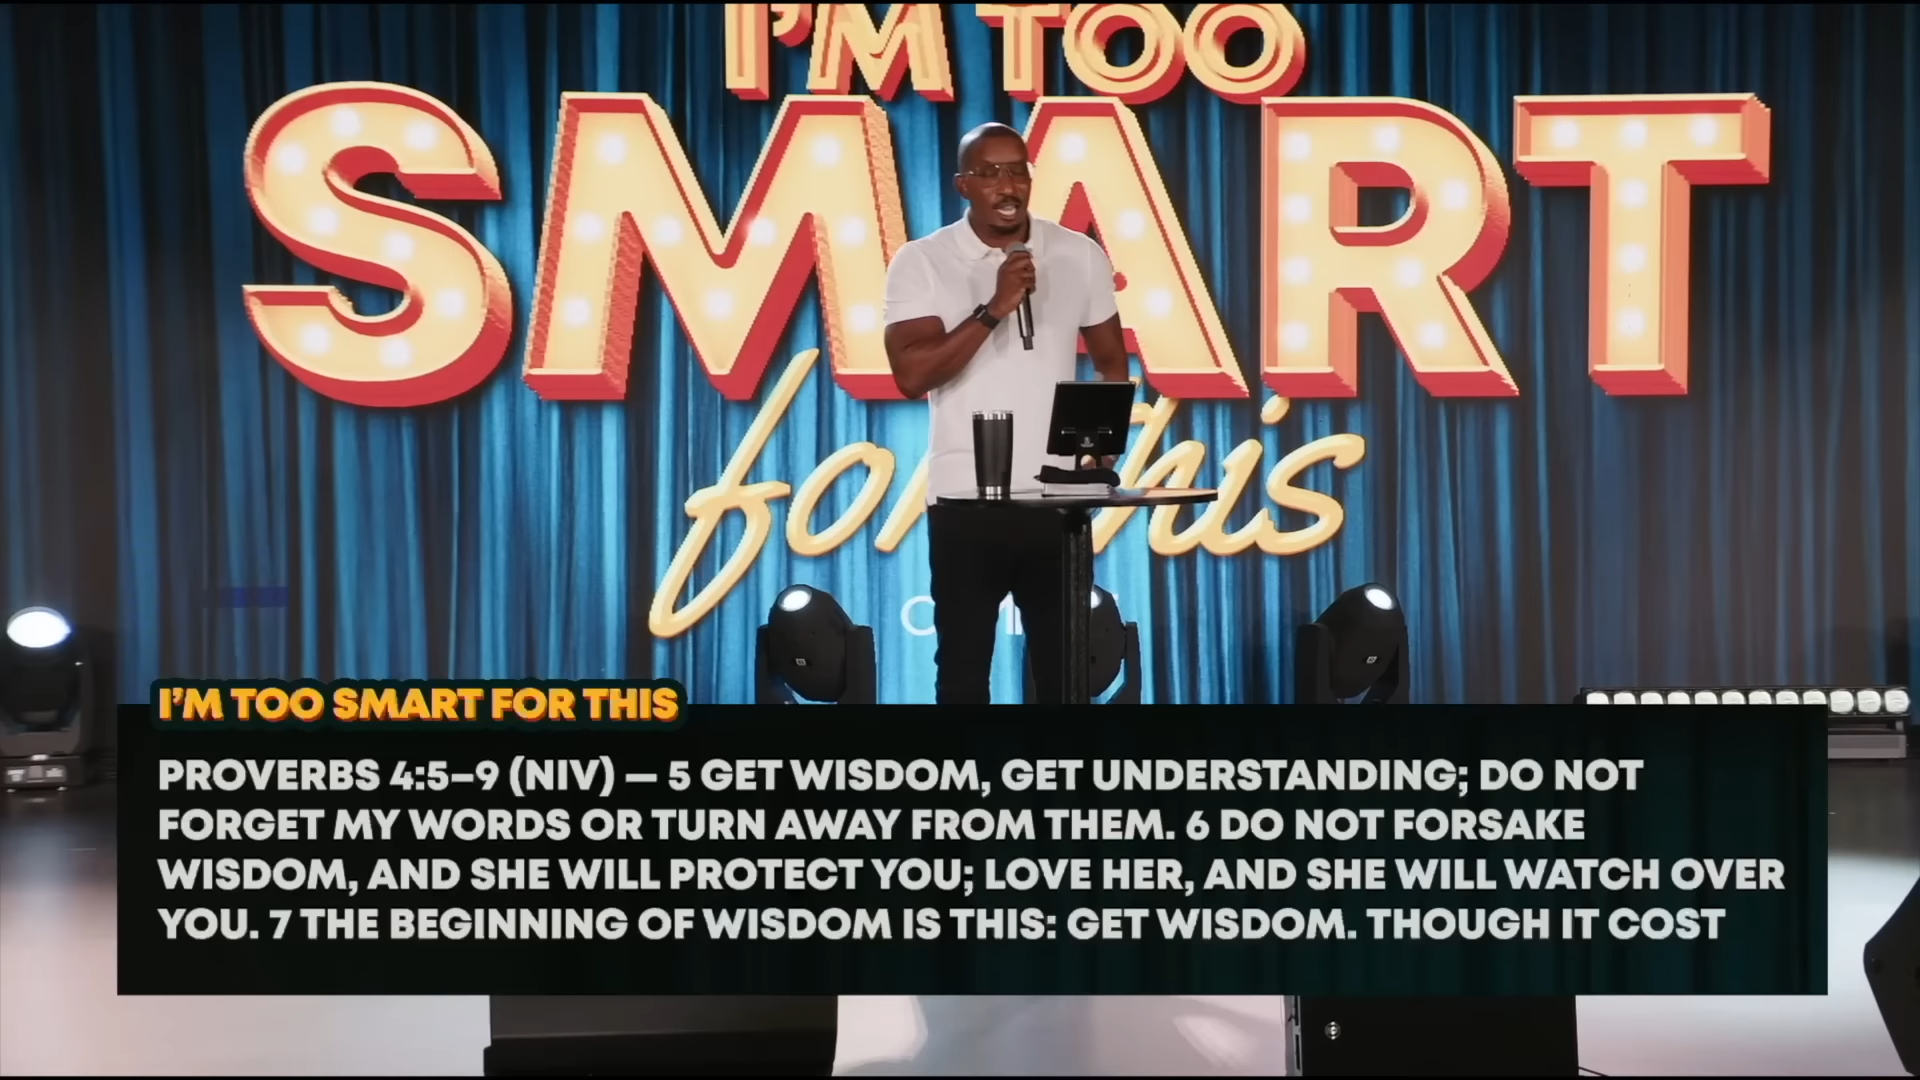 I'M TOO
SMART
for this
I'M TOO SMART FOR THIS
PROVERBS 4:5–9 (NIV) — 5 GET WISDOM, GET UNDERSTANDING; DO NOT
FORGET MY WORDS OR TURN AWAY FROM THEM. 6 DO NOT FORSAKE
WISDOM, AND SHE WILL PROTECT YOU; LOVE HER, AND SHE WILL WATCH OVER
YOU. 7 THE BEGINNING OF WISDOM IS THIS: GET WISDOM. THOUGH IT COST